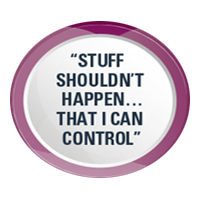 “STUFF
SHOULDN’T
HAPPEN...
THAT I CAN
CONTROL”